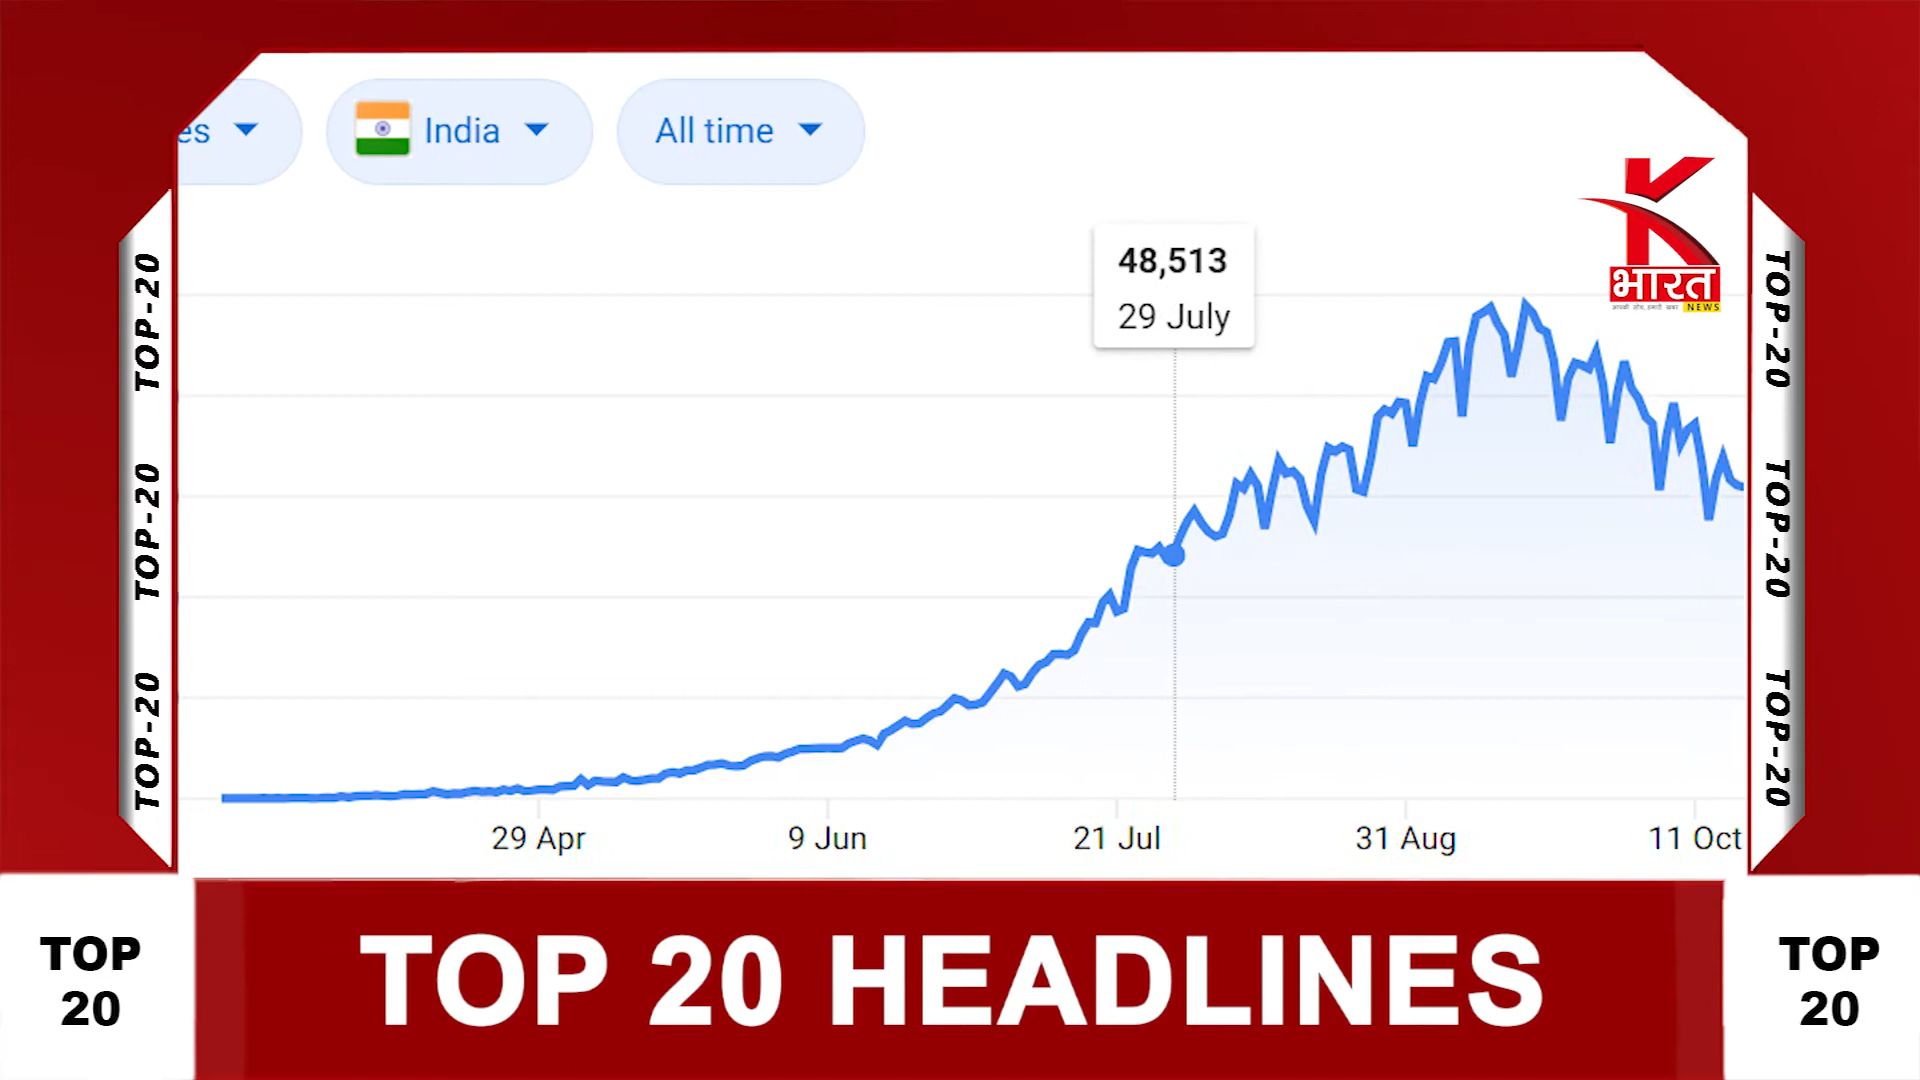 es
India
All time
48,513
29 July
K
भारत
NEWS
TOP-20
TOP-20
TOP-20
TOP-20
TOP-20
TOP-20
29 Apr
9 Jun
21 Jul
31 Aug
11 Oct
TOP
20
TOP 20 HEADLINES
TOP
20